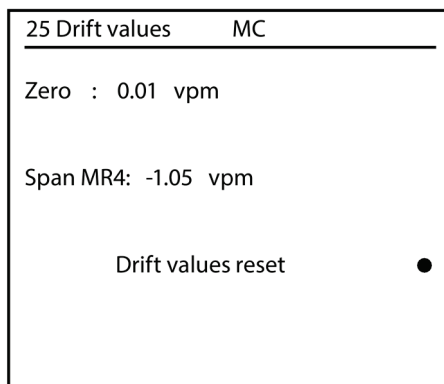 25 Drift values MC
Zero : 0.01 vpm
Span MR4: -1.05 vpm
Drift values reset